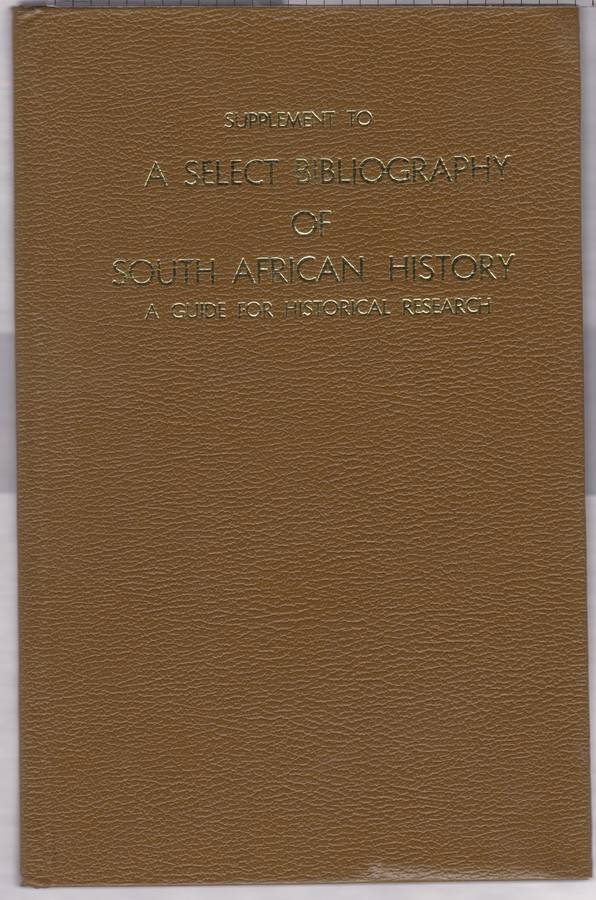 SUPPLEMENT TO
A SELECT BIBLIOGRAPHY
OF
SOUTH AFRICAN HISTORY
A GUIDE FOR HISTORICAL RESEARCH